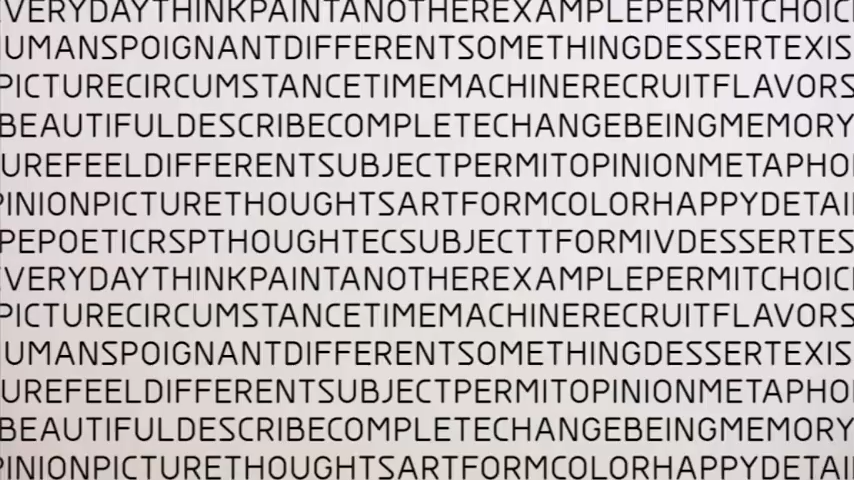 VERYDAYTHINKPAINTANOTHEREXAMPLEPERMITCHOIC
UMANSPOIGNANTDIFFERENTSOMETHINGDESSERTEXIS
PICTURECIRCUMSTANCETIMEMACHINERECRUITFLAVORS
BEAUTIFULDESCRIBECOMPLETECHANGEBEINGMEMORY
UREFEELDIFFERENTSUBJECTPERMITOPINIONMETAPHO
PINIONPICTURETHOUGHTSARTFORMCOLORHAPPYDETAI
PEPOETICRSPTHOUGHTECSUBJECTTFORMIVDESSERTES
VERYDAYTHINKPAINTANOTHEREXAMPLEPERMITCHOIC
PICTURECIRCUMSTANCETIMEMACHINERECRUITFLAVORS
UMANSPOIGNANTDIFFERENTSOMETHINGDESSERTEXIS
UREFEELDIFFERENTSUBJECTPERMITOPINIONMETAPHO
BEAUTIFULDESCRIBECOMPLETECHANGEBEINGMEMORY
PINIONPICTURETHOUGHTSARTFORMCOLORHAPPYDETAI